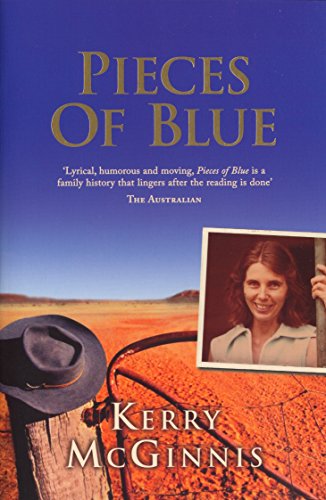 PIECES
OF BLUE
‘Lyrical, humorous and moving, Pieces of Blue is a
family history that lingers after the reading is done’
THE AUSTRALIAN
KERRY
MCGINNIS